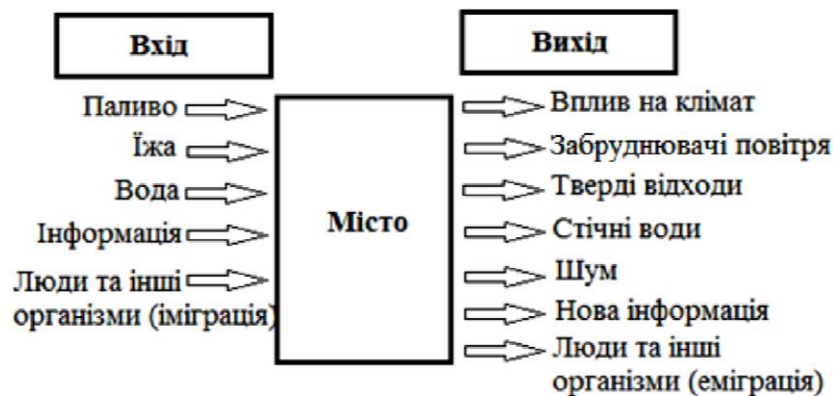 Вхід
Вихід
Паливо
Їжа
Вода
Інформація
Люди та інші
організми (іміграція)
Місто
Вплив на клімат
Забруднювачі повітря
Тверді відходи
Стічні води
Шум
Нова інформація
Люди та інші
організми (еміграція)